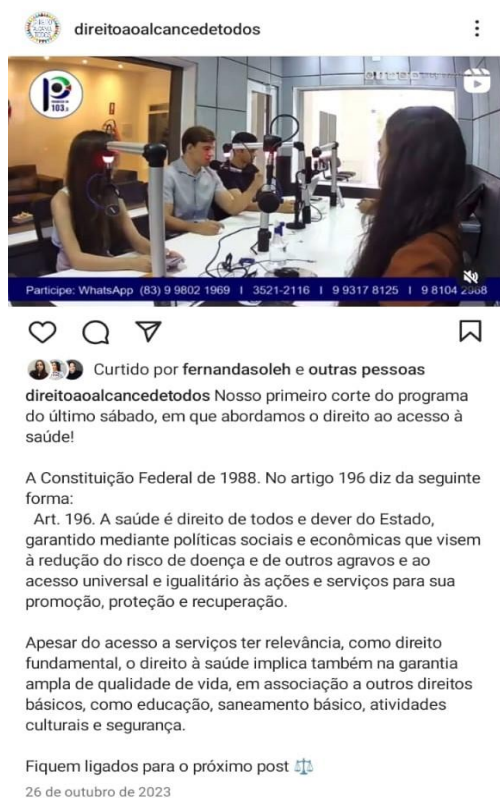 direitoaoalcancedetodos
103.
Participe: WhatsApp (83) 9 9802 1969 I 3521-2116 I 9 9317 8125 I 9 8104
Curtido por fernandasoleh e outras pessoas
direitoaoalcancedetodos Nosso primeiro corte do programa
do último sábado, em que abordamos o direito ao acesso à
saúde!
A Constituição Federal de 1988. No artigo 196 diz da seguinte
forma:
Art. 196. A saúde é direito de todos e dever do Estado,
garantido mediante políticas sociais e econômicas que visem
à redução do risco de doença e de outros agravos e ao
acesso universal e igualitário às ações e serviços para sua
promoção, proteção e recuperação.
Apesar do acesso a serviços ter relevância, como direito
fundamental, o direito à saúde implica também na garantia
ampla de qualidade de vida, em associação a outros direitos
básicos, como educação, saneamento básico, atividades
culturais e segurança.
Fiquem ligados para o próximo post
26 de outubro de 2023